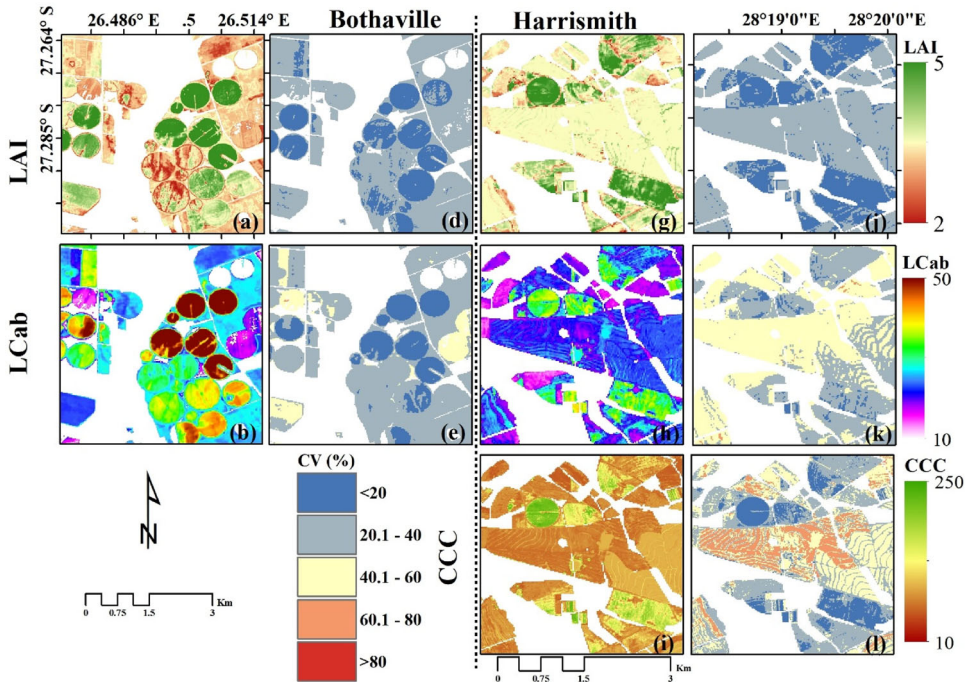 26.486° E .5 26.514° E
Bothaville
Harrismith
28°19'0"E 28°20'0"E
27.264° S
27.285° S
LAI
(a)
(d)
(g)
(j)
LAI
5
2
LCab
(b)
(e)
(h)
(k)
LCab
50
10
N
0 0.75 1.5 3
Km
CV (%)
<20
20.1 - 40
40.1 - 60
60.1 - 80
>80
CCC
(i)
(l)
CCC
250
10
0 0.75 1.5 3
Km